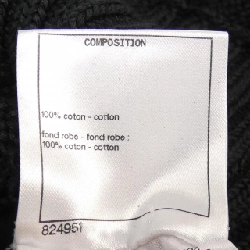 COMPOSITION
100% coton - cotton
fond robe - fond robe :
100% coton - cotton
824951